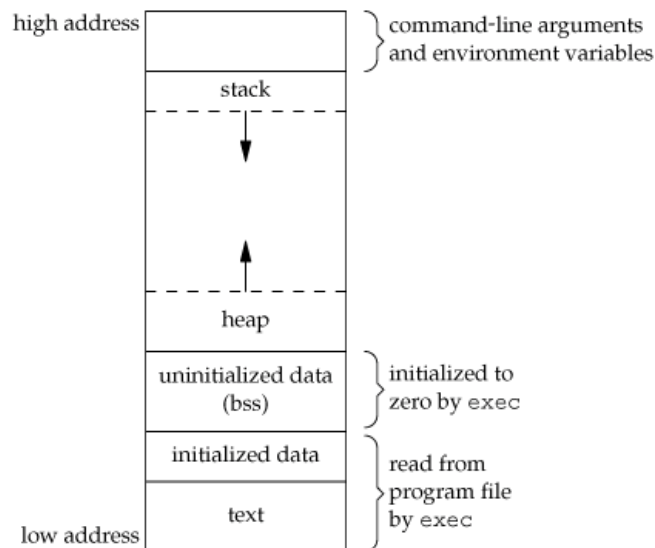 high address
command-line arguments
and environment variables
stack
heap
uninitialized data
(bss)
initialized to
zero by exec
initialized data
read from
program file
by exec
text
low address